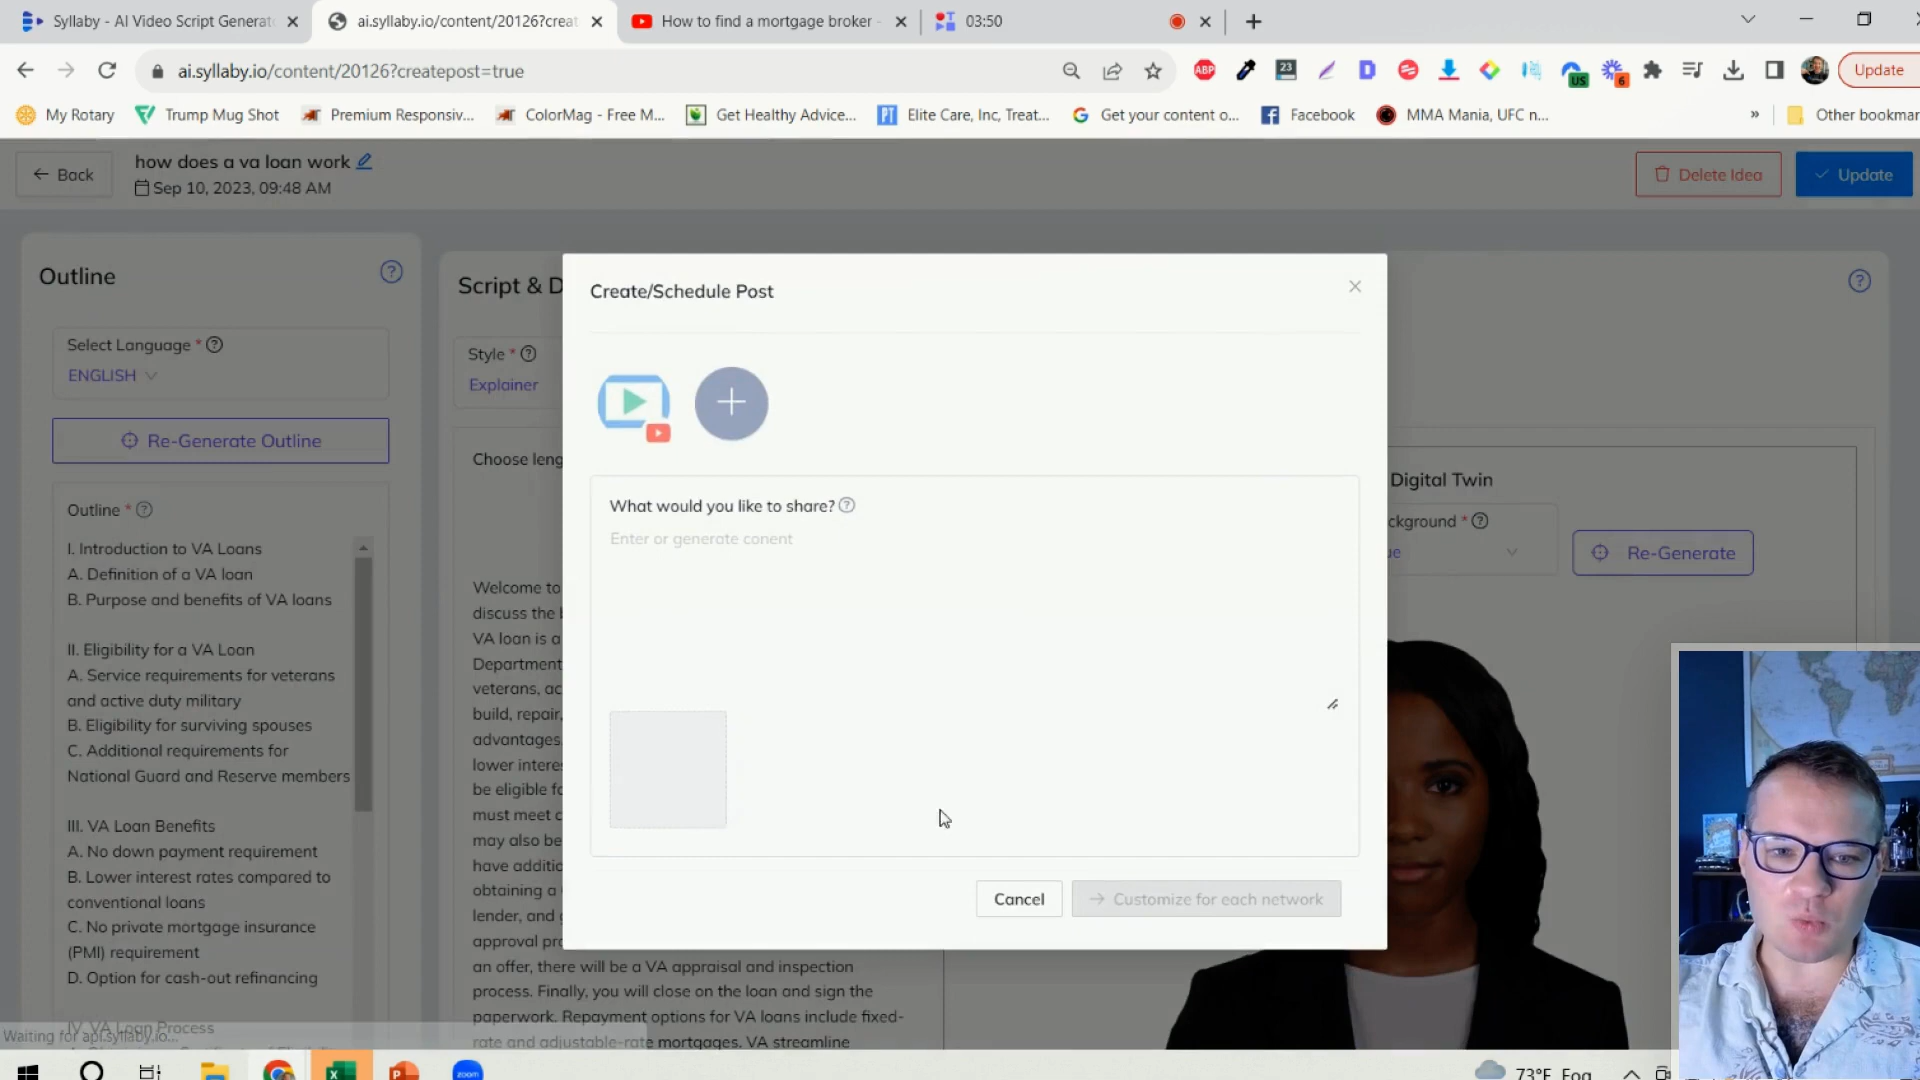 Syllaby - AI Video Script Generat
ai.syllaby.io/content/20126?creat
How to find a mortgage broker -
03:50
ai.syllaby.io/content/20126?createpost=true
ABP
23
US
6
Update
My Rotary
Trump Mug Shot
Premium Responsiv...
ColorMag - Free M...
Get Healthy Advice...
PT
Elite Care, Inc, Treat...
Get your content o...
Facebook
MMA Mania, UFC n...
»
Other bookmar
Back
how does a va loan work
Sep 10, 2023, 09:48 AM
Delete Idea
Update
Outline
Select Language *
ENGLISH
Re-Generate Outline
Outline *
I. Introduction to VA Loans
A. Definition of a VA loan
B. Purpose and benefits of VA loans
II. Eligibility for a VA Loan
A. Service requirements for veterans
and active duty military
B. Eligibility for surviving spouses
C. Additional requirements for
National Guard and Reserve members
III. VA Loan Benefits
A. No down payment requirement
B. Lower interest rates compared to
conventional loans
C. No private mortgage insurance
(PMI) requirement
D. Option for cash-out refinancing
IV. VA Loan Process
Waiting for api.syllaby.io...
Script & D
Style *
Explainer
Choose leng
Welcome to
discuss the b
VA loan is a
Department
veterans, ac
build, repair,
advantages.
lower intere
be eligible fo
must meet c
may also be
have additio
obtaining a
lender, and g
approval pro
an offer, there will be a VA appraisal and inspection
process. Finally, you will close on the loan and sign the
paperwork. Repayment options for VA loans include fixed-
rate and adjustable-rate mortgages. VA streamline
Create/Schedule Post
What would you like to share?
Enter or generate conent
Cancel
Customize for each network
Digital Twin
ckground *
ue
Re-Generate
zoom
73°F Fog